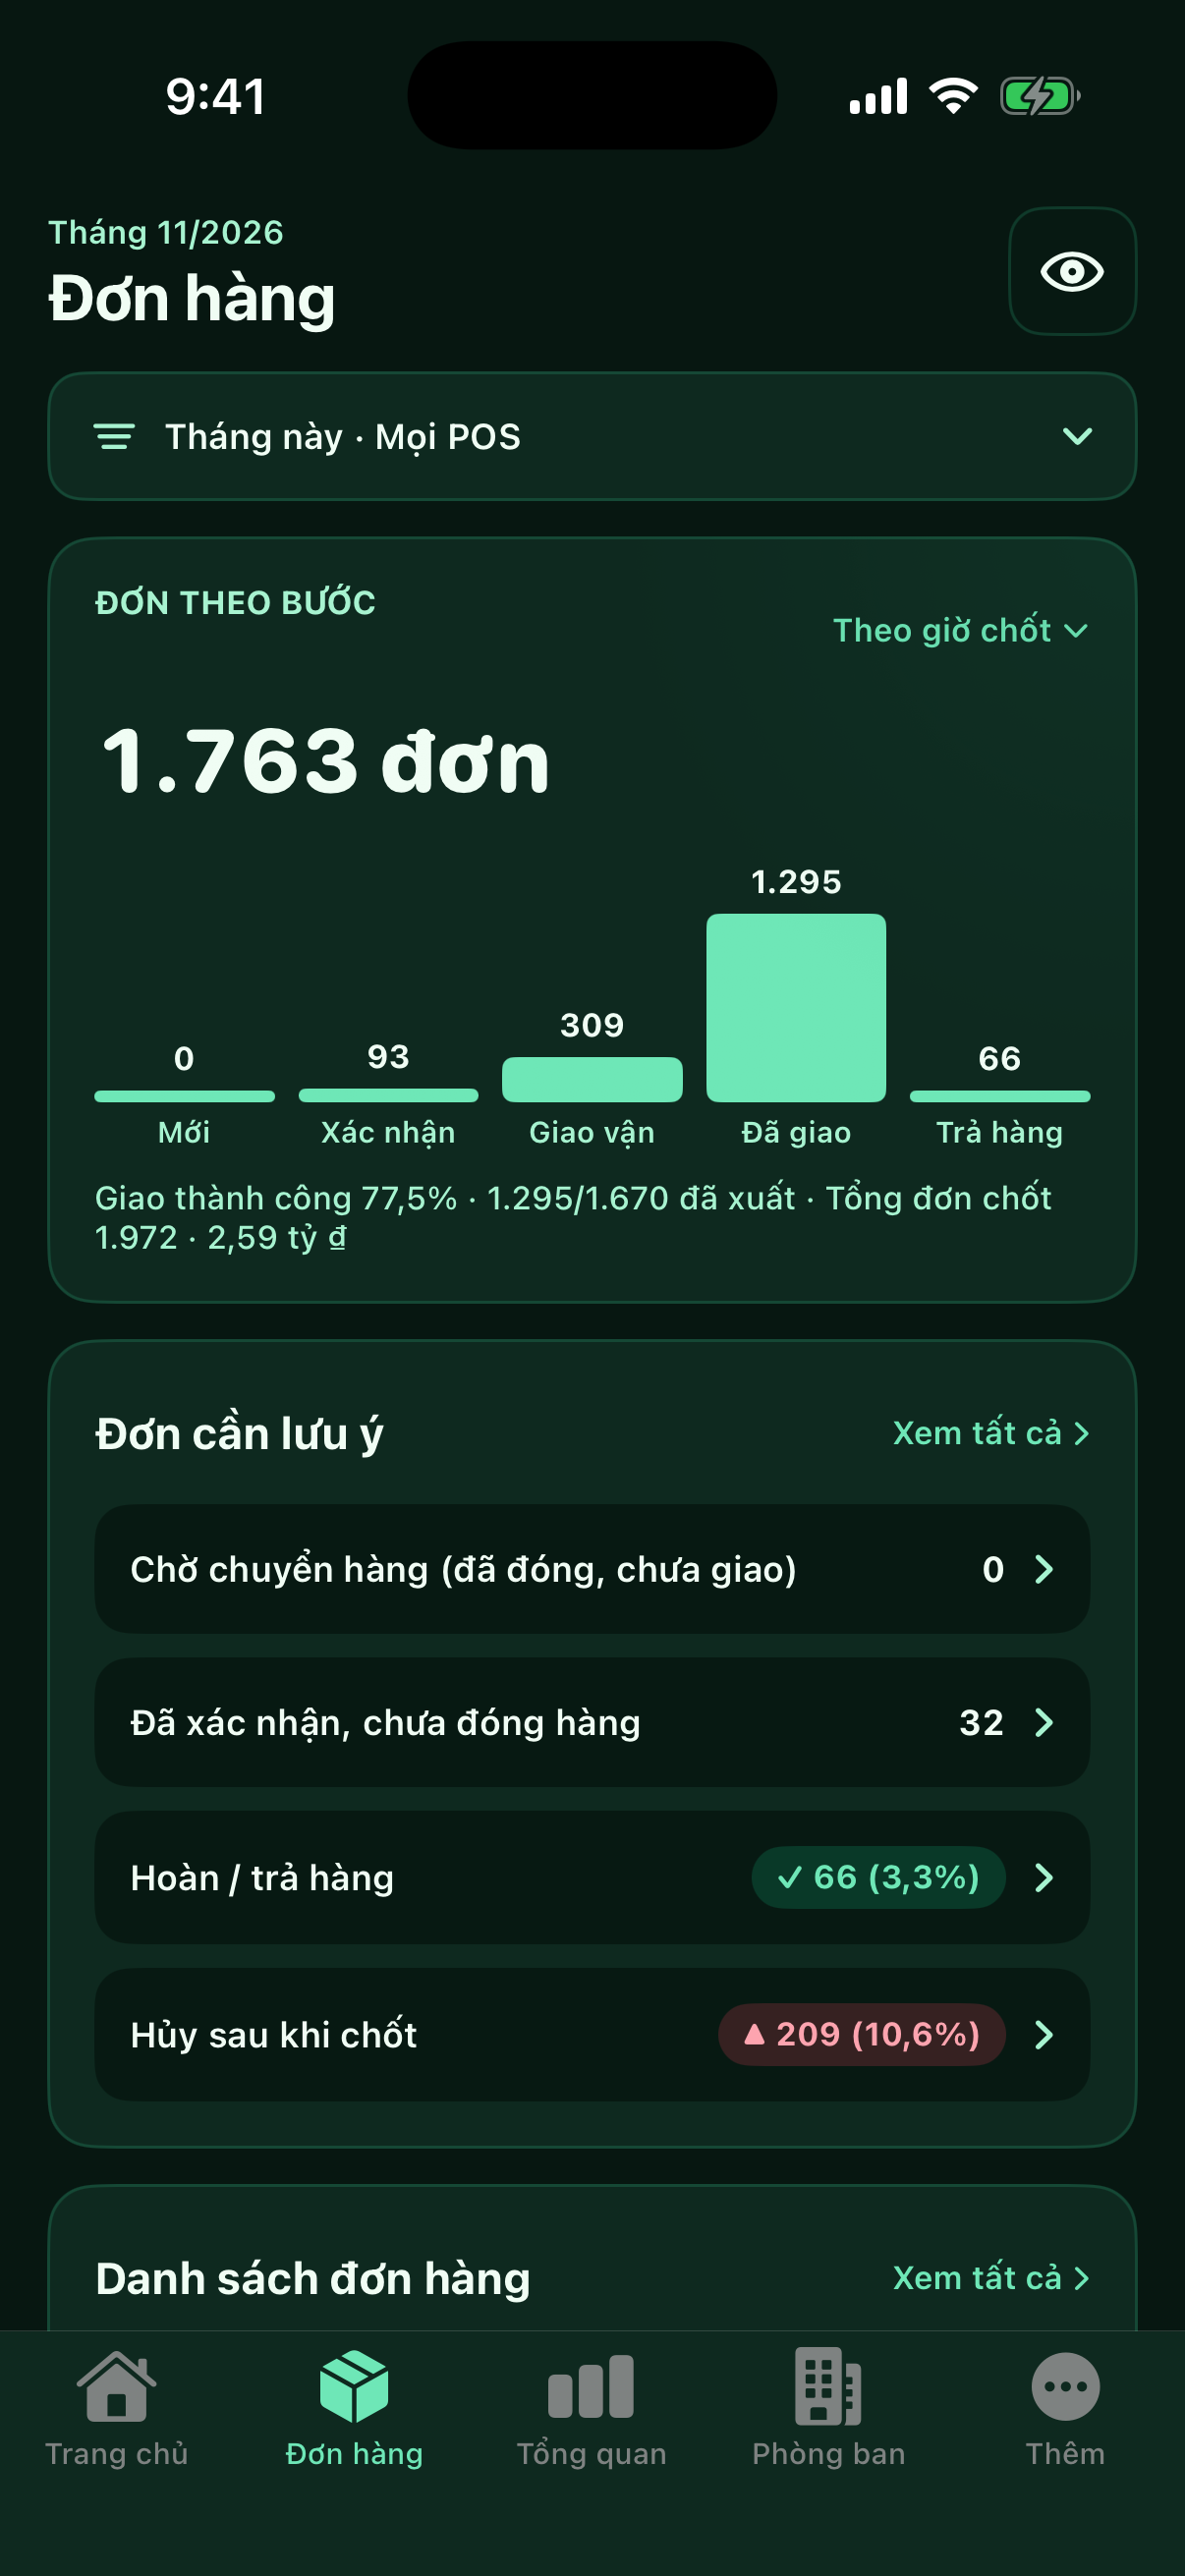 9:41
Tháng 11/2026
Đơn hàng
Tháng này · Mọi POS
ĐƠN THEO BƯỚC
Theo giờ chốt
1.763 đơn
0
93
309
1.295
66
Mới
Xác nhận
Giao vận
Đã giao
Trả hàng
Giao thành công 77,5% · 1.295/1.670 đã xuất · Tổng đơn chốt
1.972 · 2,59 tỷ ₫
Đơn cần lưu ý
Xem tất cả
Chờ chuyển hàng (đã đóng, chưa giao)
0
Đã xác nhận, chưa đóng hàng
32
Hoàn / trả hàng
66 (3,3%)
Hủy sau khi chốt
209 (10,6%)
Danh sách đơn hàng
Xem tất cả
Trang chủ
Đơn hàng
Tổng quan
Phòng ban
Thêm